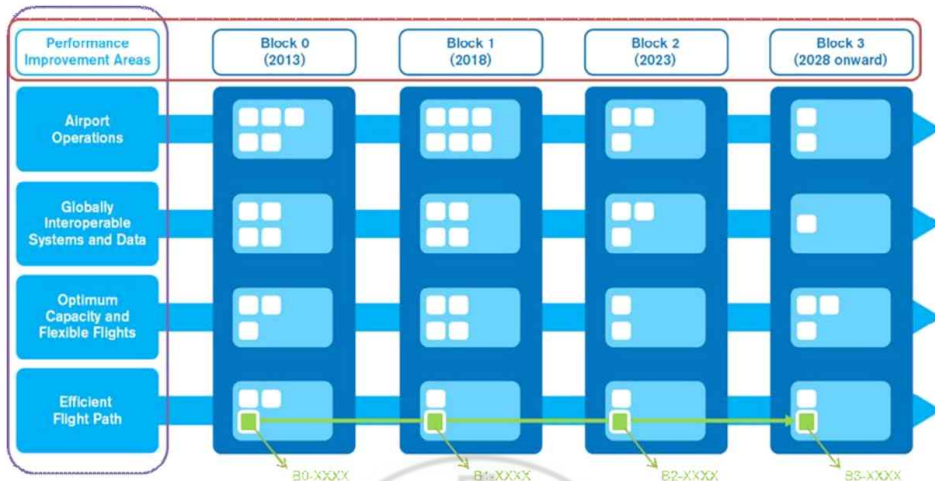 Performance
Improvement Areas
Block 0
(2013)
Block 1
(2018)
Block 2
(2023)
Block 3
(2028 onward)
Airport
Operations
Globally
Interoperable
Systems and Data
Optimum
Capacity and
Flexible Flights
Efficient
Flight Path
B0-XXXX
B1-XXXX
B2-XXXX
B3-XXXX